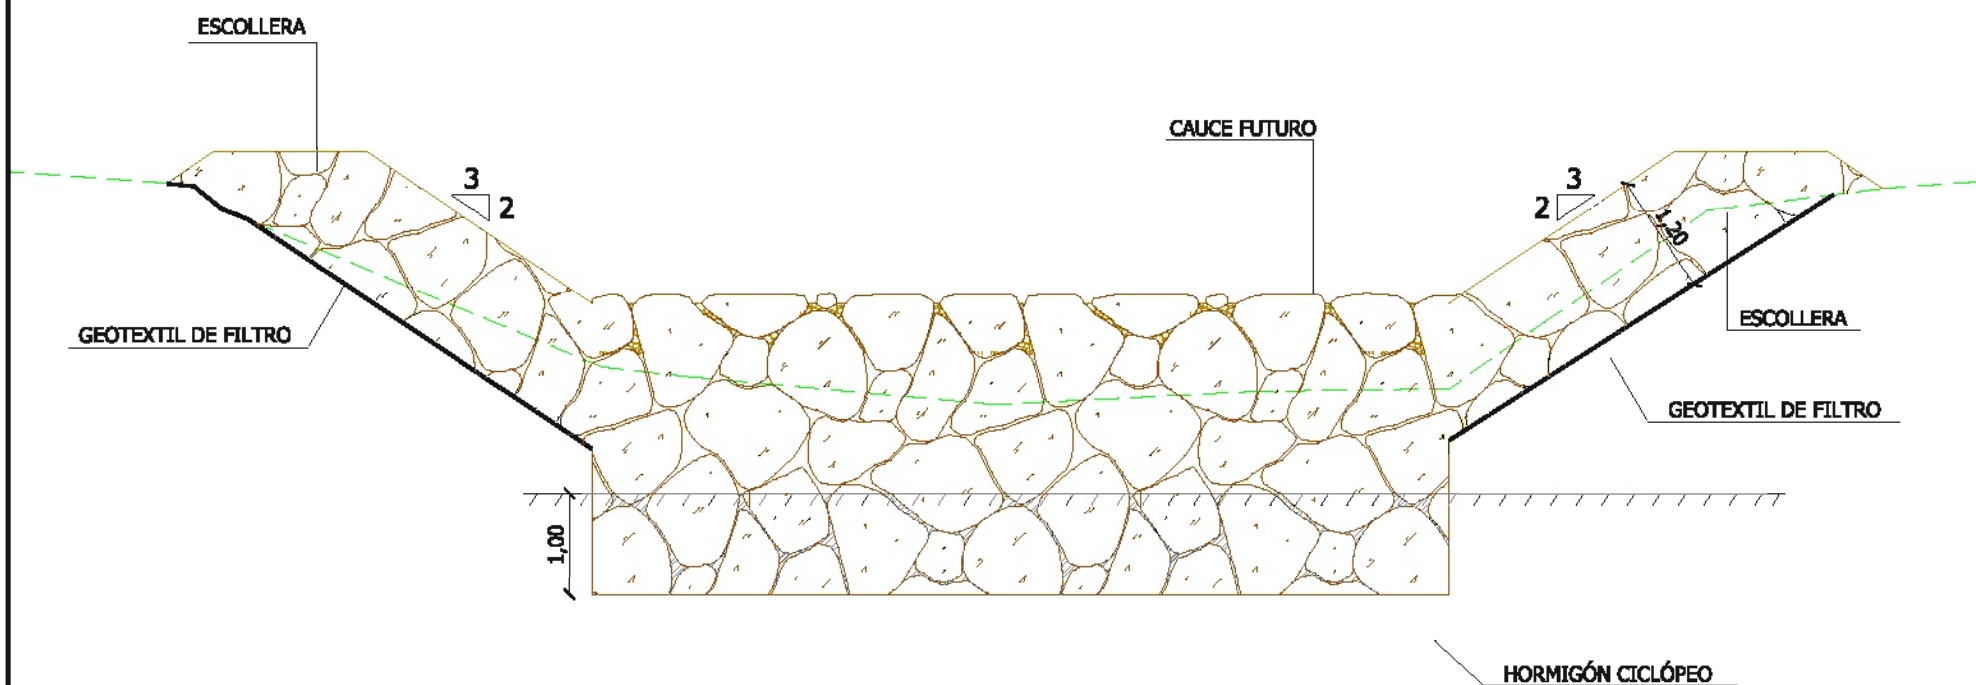 ESCOLLERA
CAUCE FUTURO
3
2
3
2
1,20
GEOTEXTIL DE FILTRO
ESCOLLERA
GEOTEXTIL DE FILTRO
1,00
HORMIGÓN CICLÓPEO